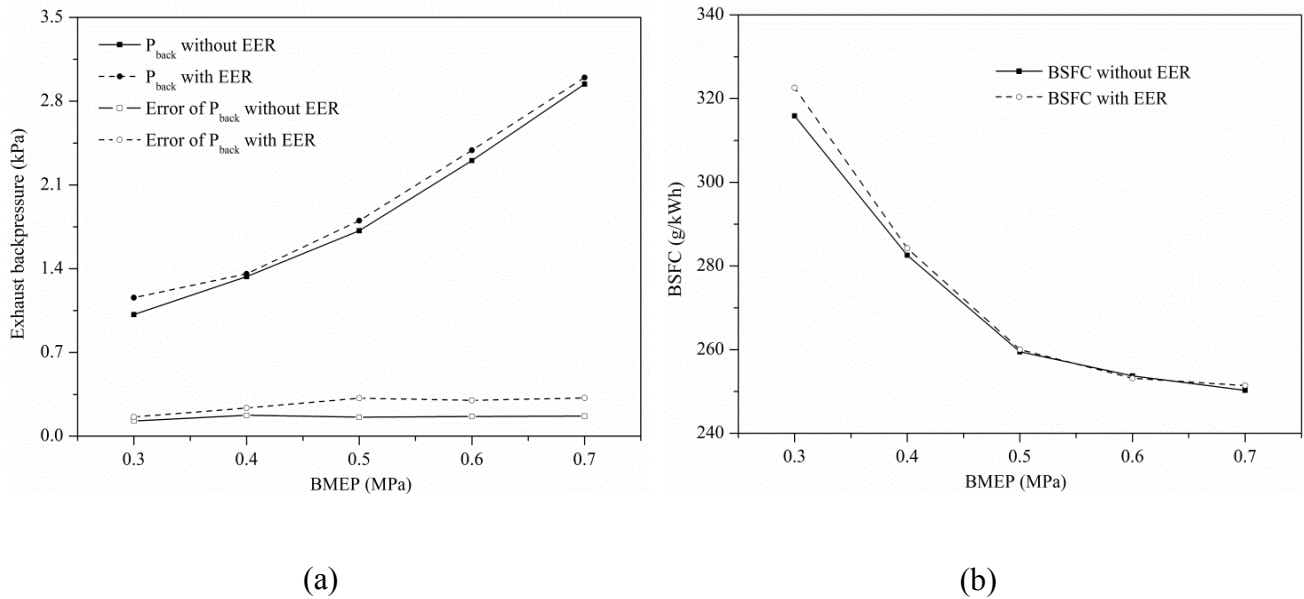 3.5
2.8
2.1
1.4
0.7
0.0
Exhaust backpressure (kPa)
P_back without EER
P_back with EER
Error of P_back without EER
Error of P_back with EER
0.3 0.4 0.5 0.6 0.7
BMEP (MPa)
(a)
340
320
300
280
260
240
BSFC (g/kWh)
BSFC without EER
BSFC with EER
0.3 0.4 0.5 0.6 0.7
BMEP (MPa)
(b)